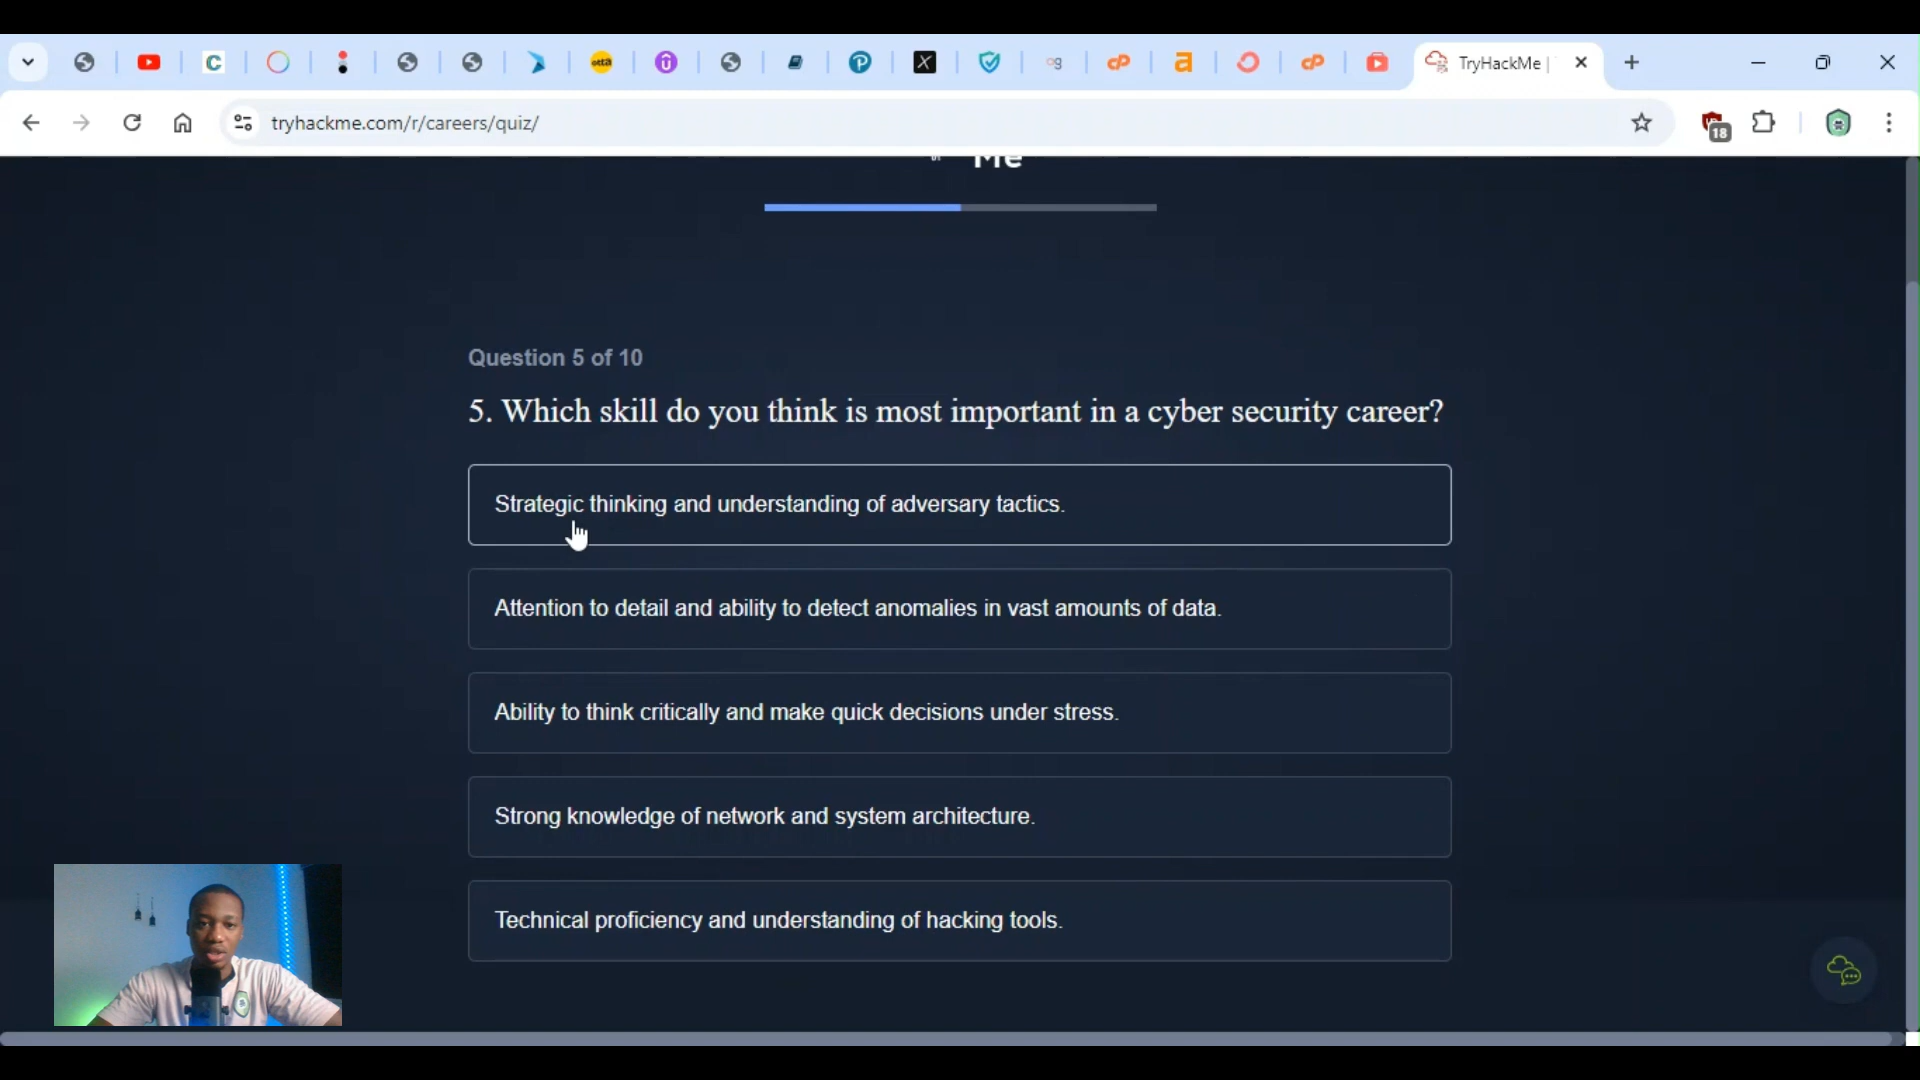 TryHackMe |
tryhackme.com/r/careers/quiz/
18
Me
Question 5 of 10
5. Which skill do you think is most important in a cyber security career?
Strategic thinking and understanding of adversary tactics.
Attention to detail and ability to detect anomalies in vast amounts of data.
Ability to think critically and make quick decisions under stress.
Strong knowledge of network and system architecture.
Technical proficiency and understanding of hacking tools.